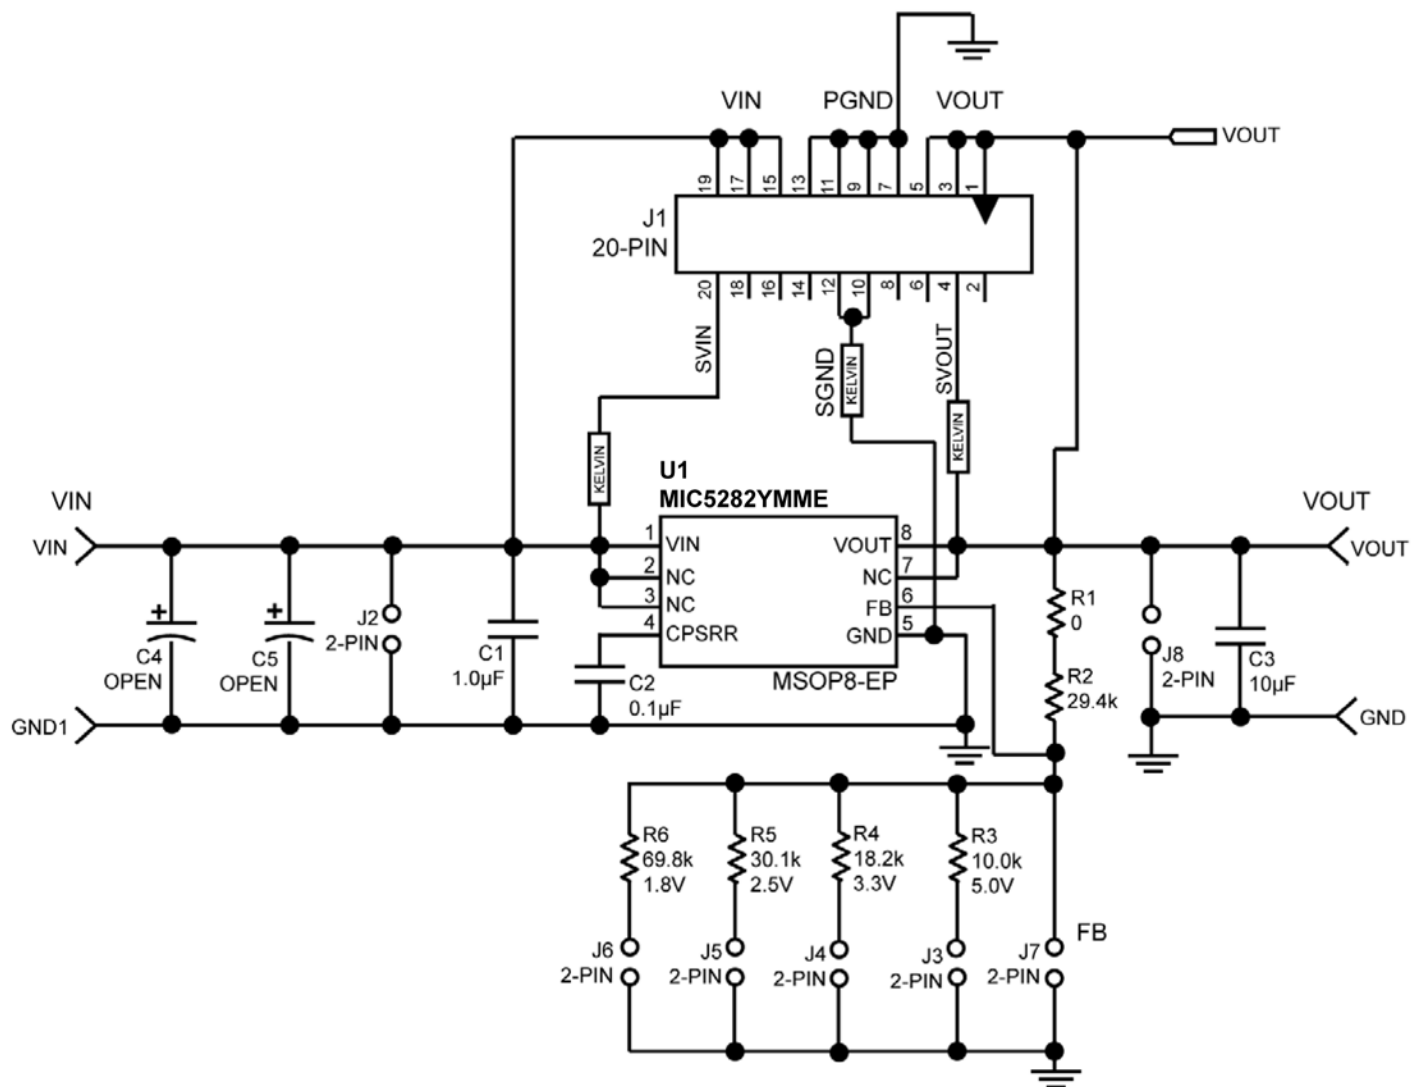 VIN
PGND
VOUT
VOUT
19
17
15
13
11
9
7
5
3
1
J1
20-PIN
20
18
16
14
12
10
8
6
4
2
SVIN
SGND
KELVIN
SVOUT
KELVIN
KELVIN
U1
MIC5282YMME
VIN
VIN
VOUT
VOUT
1
VIN
VOUT
8
2
NC
NC
7
3
NC
FB
6
4
CPSRR
GND
5
MSOP8-EP
+
C4
OPEN
+
C5
OPEN
J2
2-PIN
C1
1.0µF
C2
0.1µF
R1
0
R2
29.4k
J8
2-PIN
C3
10µF
GND1
GND
R6
69.8k
1.8V
R5
30.1k
2.5V
R4
18.2k
3.3V
R3
10.0k
5.0V
FB
J6
2-PIN
J5
2-PIN
J4
2-PIN
J3
2-PIN
J7
2-PIN